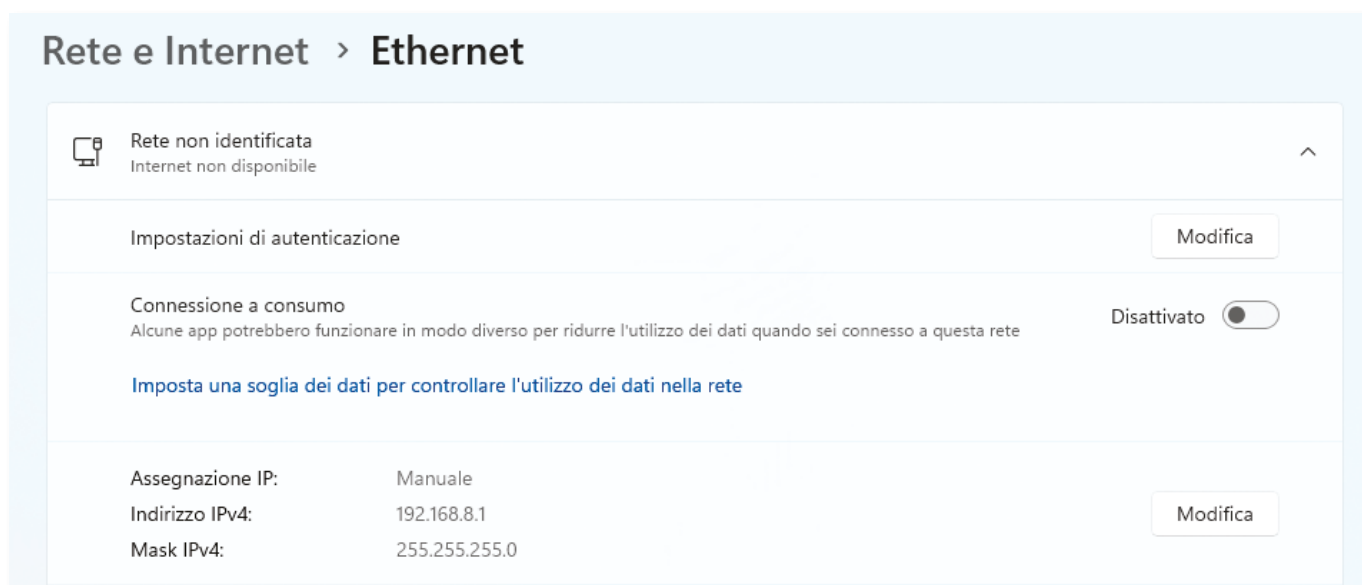 Rete e Internet > Ethernet
Rete non identificata
Internet non disponibile
Impostazioni di autenticazione
Modifica
Connessione a consumo
Alcune app potrebbero funzionare in modo diverso per ridurre l'utilizzo dei dati quando sei connesso a questa rete
Disattivato
Imposta una soglia dei dati per controllare l'utilizzo dei dati nella rete
Assegnazione IP: Manuale
Indirizzo IPv4: 192.168.8.1
Modifica
Mask IPv4: 255.255.255.0